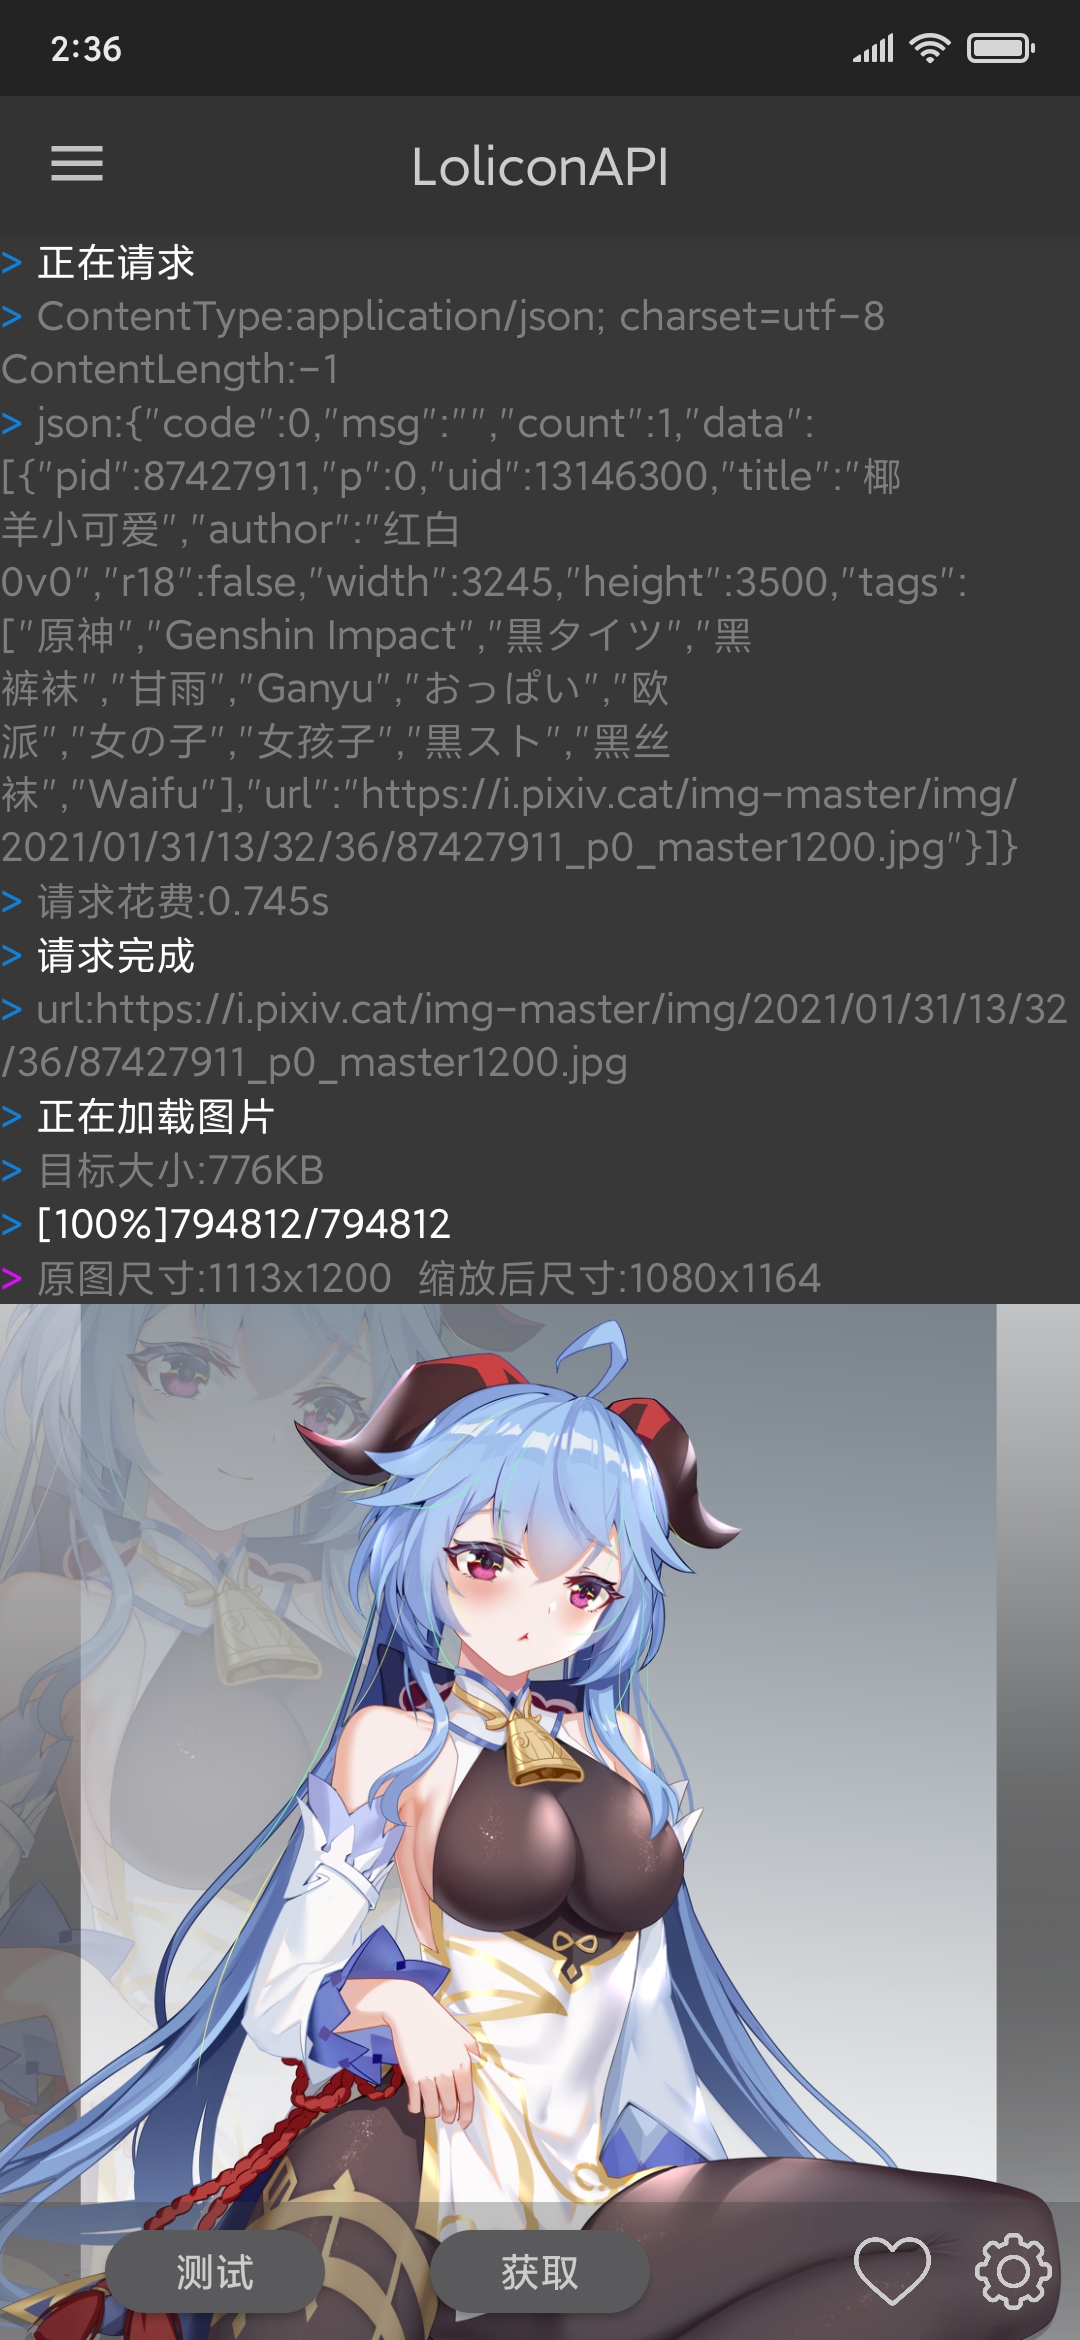 2:36
LoliconAPI
> 正在请求
> ContentType:application/json; charset=utf-8
ContentLength:-1
> json:{"code":0,"msg":"","count":1,"data":
[{"pid":87427911,"p":0,"uid":13146300,"title":"椰
羊小可爱","author":"红白
0v0","r18":false,"width":3245,"height":3500,"tags":
["原神","Genshin Impact","黒タイツ","黑
裤袜","甘雨","Ganyu","おっぱい","欧
派","女の子","女孩子","黒スト","黑丝
袜","Waifu"],"url":"https://i.pixiv.cat/img-master/img/
2021/01/31/13/32/36/87427911_p0_master1200.jpg"}]}
> 请求花费:0.745s
> 请求完成
> url:https://i.pixiv.cat/img-master/img/2021/01/31/13/32
/36/87427911_p0_master1200.jpg
> 正在加载图片
> 目标大小:776KB
> [100%]794812/794812
> 原图尺寸:1113x1200 缩放后尺寸:1080x1164
测试 获取